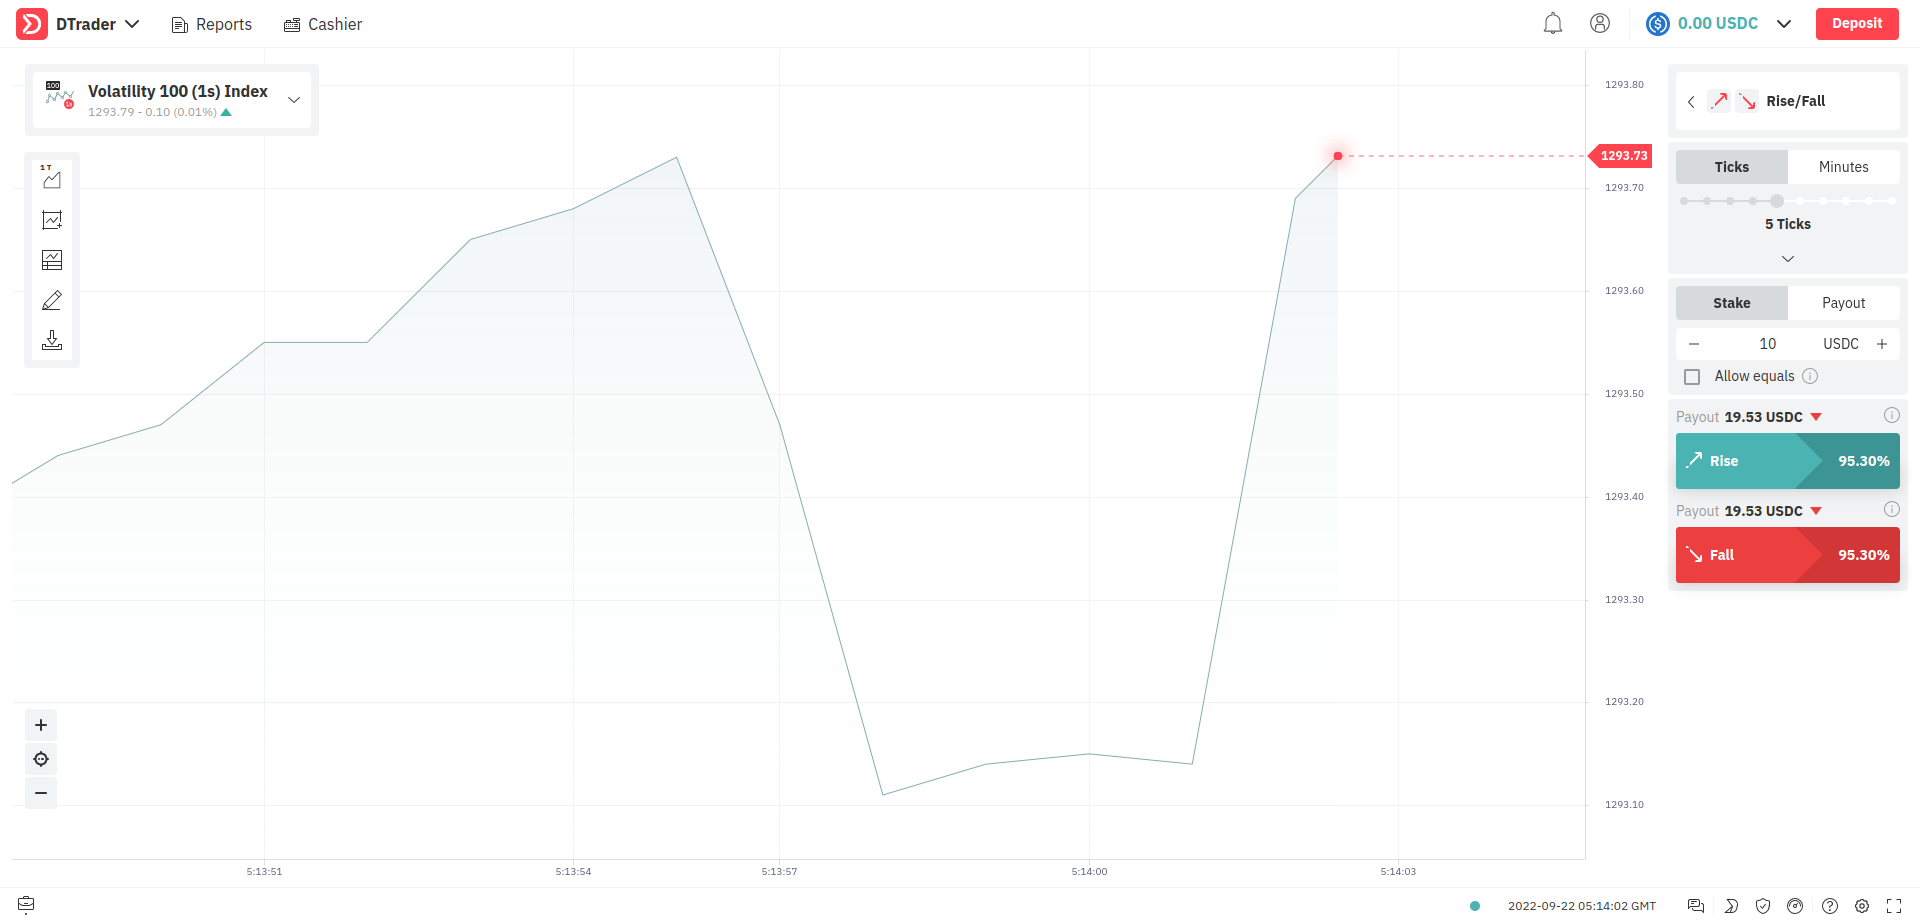 DTrader
Reports
Cashier
0.00 USDC
Deposit
100
1s
Volatility 100 (1s) Index
1293.79 - 0.10 (0.01%)
1 T
1293.80
1293.73
1293.70
1293.60
1293.50
1293.40
1293.30
1293.20
1293.10
5:13:51
5:13:54
5:13:57
5:14:00
5:14:03
Rise/Fall
Ticks
Minutes
5 Ticks
Stake
Payout
10
USDC
Allow equals
Payout 19.53 USDC
Rise
95.30%
Payout 19.53 USDC
Fall
95.30%
2022-09-22 05:14:02 GMT